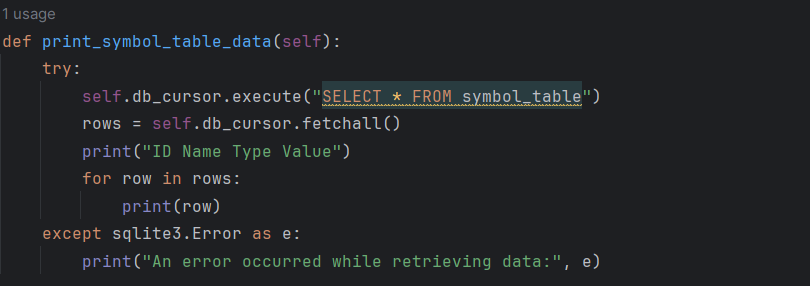 1 usage
def print_symbol_table_data(self):
    try:
        self.db_cursor.execute("SELECT * FROM symbol_table")
        rows = self.db_cursor.fetchall()
        print("ID Name Type Value")
        for row in rows:
            print(row)
    except sqlite3.Error as e:
        print("An error occurred while retrieving data:", e)